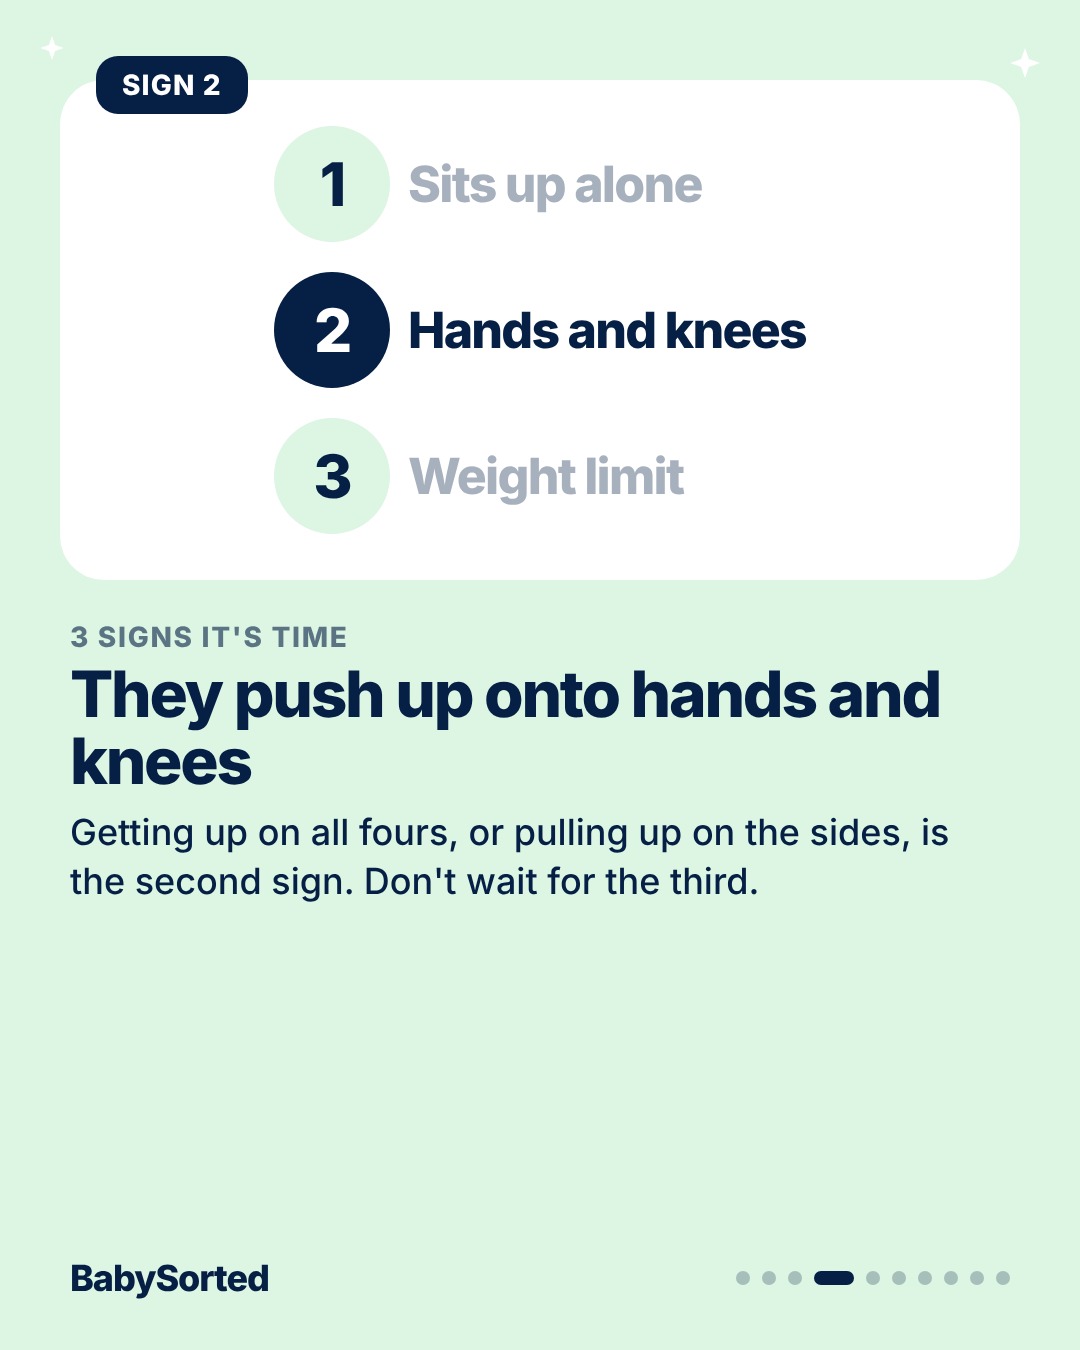 SIGN 2
1 Sits up alone
2 Hands and knees
3 Weight limit
3 SIGNS IT'S TIME
They push up onto hands and
knees
Getting up on all fours, or pulling up on the sides, is
the second sign. Don't wait for the third.
BabySorted